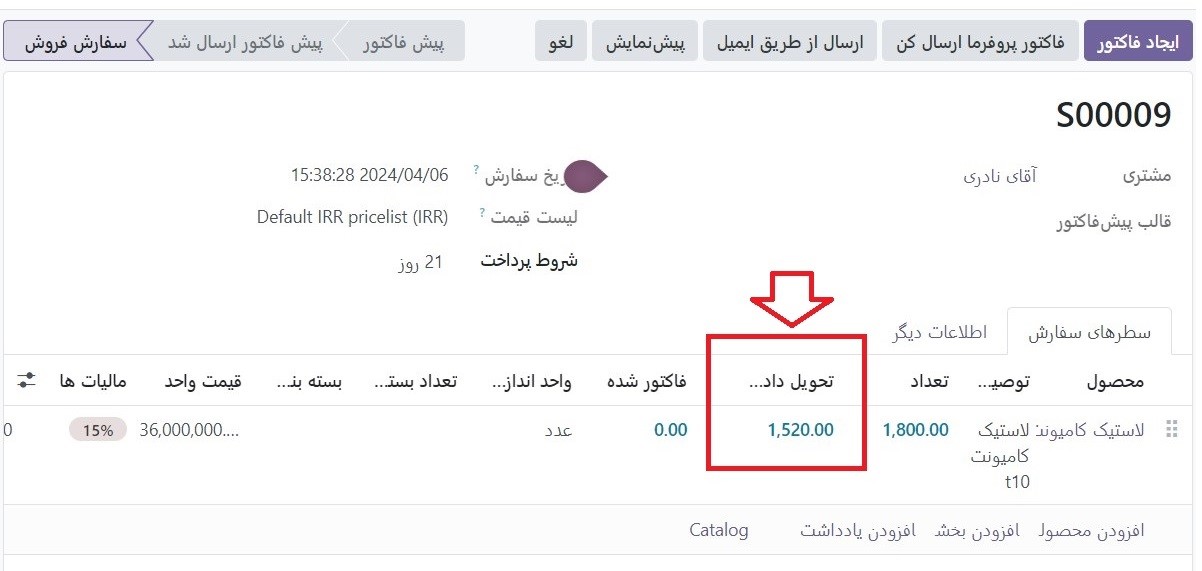 ایجاد فاکتور فاکتور پروفرما ارسال کن ارسال از طریق ایمیل پیش‌نمایش لغو پیش فاکتور پیش فاکتور ارسال شد سفارش فروش
S00009
مشتری آقای نادری ریخ سفارش ? 2024/04/06 15:38:28
قالب پیش‌فاکتور لیست قیمت ? Default IRR pricelist (IRR)
شروط پرداخت 21 روز
سطرهای سفارش اطلاعات دیگر
محصول توصیـ... تعداد تحویل داد... فاکتور شده واحد انداز... تعداد بستـ... بسته بنـ... قیمت واحد مالیات ها
لاستیک کامیونت لاستیک 1,800.00 1,520.00 0.00 عدد 36,000,000.... 15% 0
کامیونت
t10
افزودن محصول افزودن بخش افزودن یادداشت Catalog